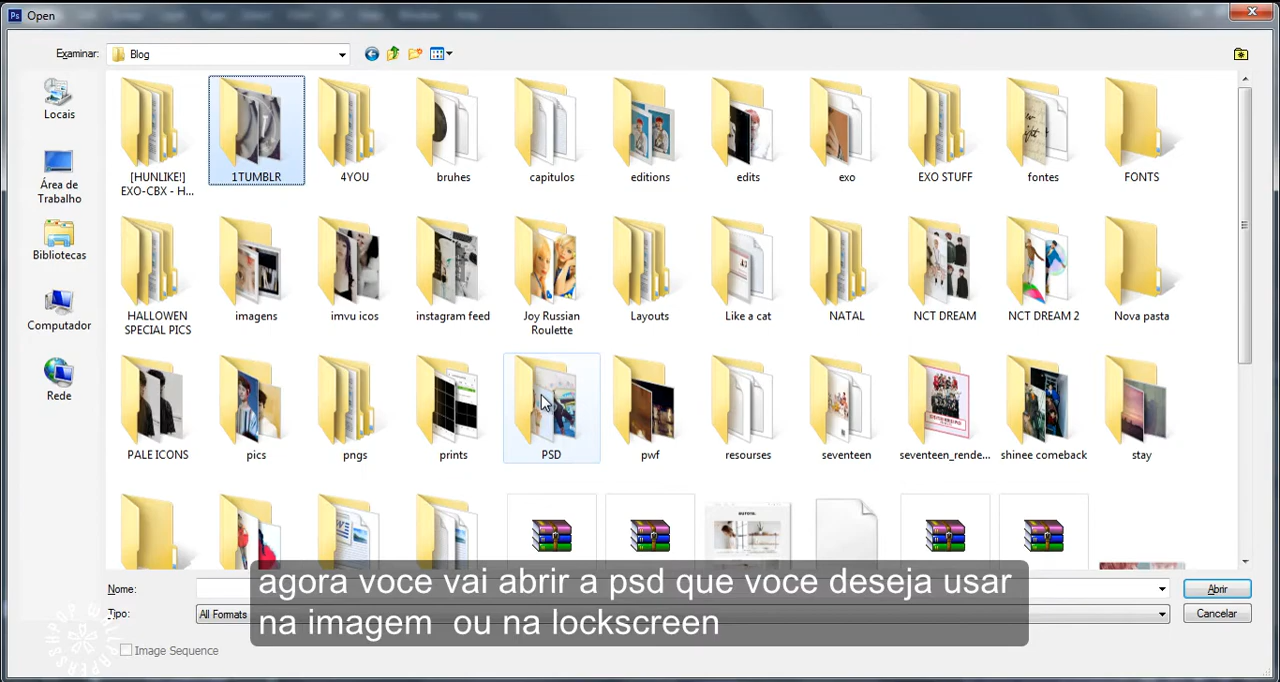 Ps Open
Examinar:
Blog
Locais
Área de
Trabalho
Bibliotecas
Computador
Rede
[HUNLIKE!]
EXO-CBX - H...
1TUMBLR
4YOU
bruhes
capitulos
editions
edits
exo
EXO STUFF
fontes
FONTS
HALLOWEN
SPECIAL PICS
imagens
imvu icos
instagram feed
Joy Russian
Roulette
Layouts
Like a cat
NATAL
NCT DREAM
NCT DREAM 2
Nova pasta
PALE ICONS
pics
pngs
prints
PSD
pwf
resourses
seventeen
seventeen_rende...
shinee comeback
stay
Nome:
Abrir
Tipo:
All Formats
Cancelar
Image Sequence
agora voce vai abrir a psd que voce deseja usar
na imagem ou na lockscreen